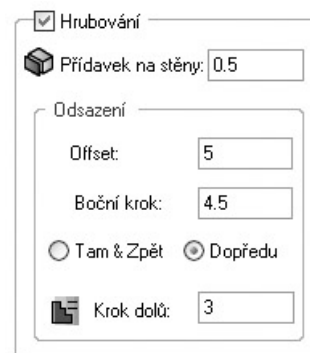 Hrubování
Přídavek na stěny: 0.5
Odsazení
Offset: 5
Boční krok: 4.5
Tam & Zpět Dopředu
Krok dolů: 3